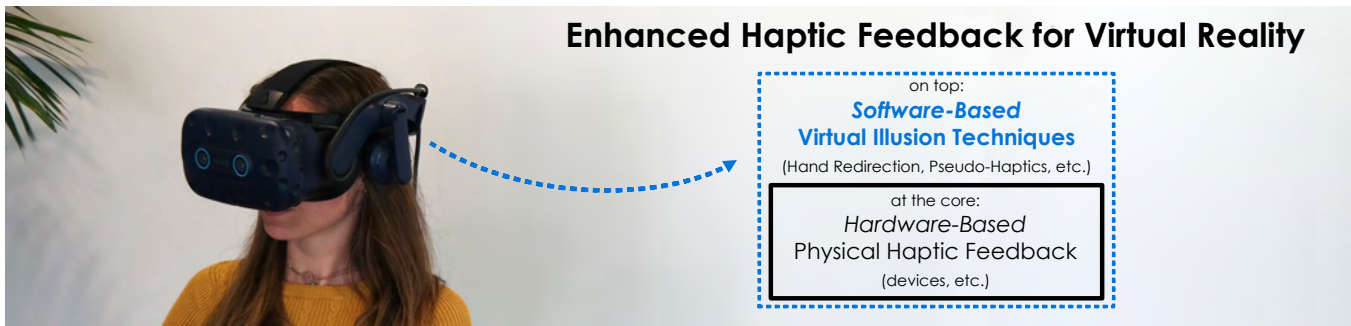 Enhanced Haptic Feedback for Virtual Reality
on top:
Software-Based
Virtual Illusion Techniques
(Hand Redirection, Pseudo-Haptics, etc.)
at the core:
Hardware-Based
Physical Haptic Feedback
(devices, etc.)